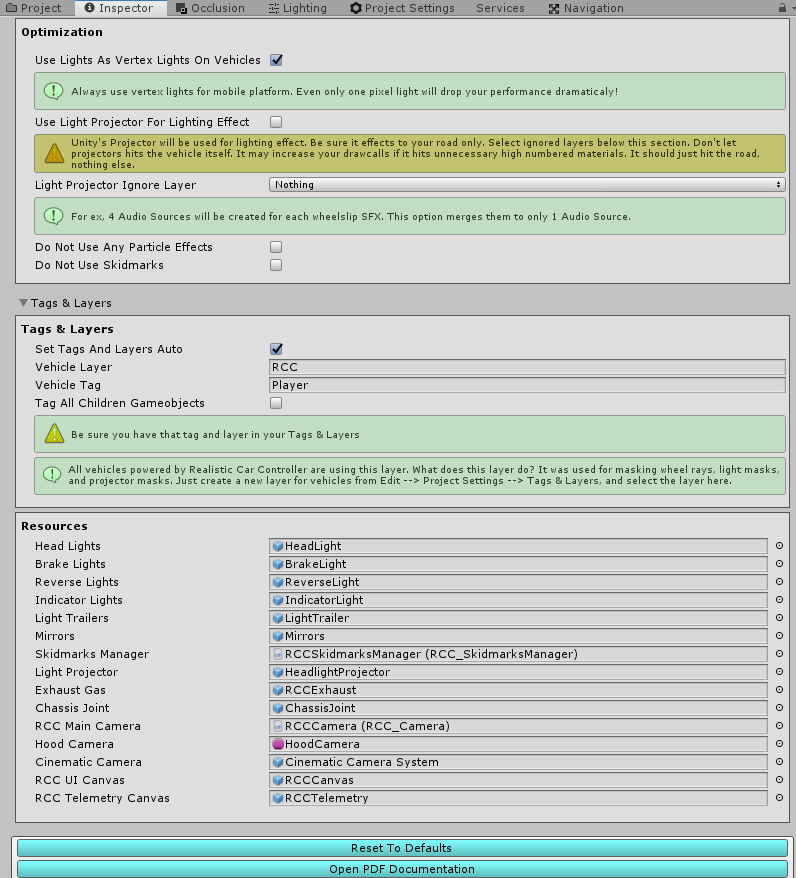 Project Inspector Occlusion Lighting Project Settings Services Navigation
Optimization
Use Lights As Vertex Lights On Vehicles
Always use vertex lights for mobile platform. Even only one pixel light will drop your performance dramaticaly!
Use Light Projector For Lighting Effect
Unity's Projector will be used for lighting effect. Be sure it effects to your road only. Select ignored layers below this section. Don't let
projectors hits the vehicle itself. It may increase your drawcalls if it hits unnecessary high numbered materials. It should just hit the road,
nothing else.
Light Projector Ignore Layer Nothing
For ex, 4 Audio Sources will be created for each wheelslip SFX. This option merges them to only 1 Audio Source.
Do Not Use Any Particle Effects
Do Not Use Skidmarks
Tags & Layers
Tags & Layers
Set Tags And Layers Auto
Vehicle Layer RCC
Vehicle Tag Player
Tag All Children Gameobjects
Be sure you have that tag and layer in your Tags & Layers
All vehicles powered by Realistic Car Controller are using this layer. What does this layer do? It was used for masking wheel rays, light masks,
and projector masks. Just create a new layer for vehicles from Edit --> Project Settings --> Tags & Layers, and select the layer here.
Resources
Head Lights HeadLight
Brake Lights BrakeLight
Reverse Lights ReverseLight
Indicator Lights IndicatorLight
Light Trailers LightTrailer
Mirrors Mirrors
Skidmarks Manager RCCSkidmarksManager (RCC_SkidmarksManager)
Light Projector HeadlightProjector
Exhaust Gas RCCExhaust
Chassis Joint ChassisJoint
RCC Main Camera RCCCamera (RCC_Camera)
Hood Camera HoodCamera
Cinematic Camera Cinematic Camera System
RCC UI Canvas RCCCanvas
RCC Telemetry Canvas RCCTelemetry
Reset To Defaults
Open PDF Documentation